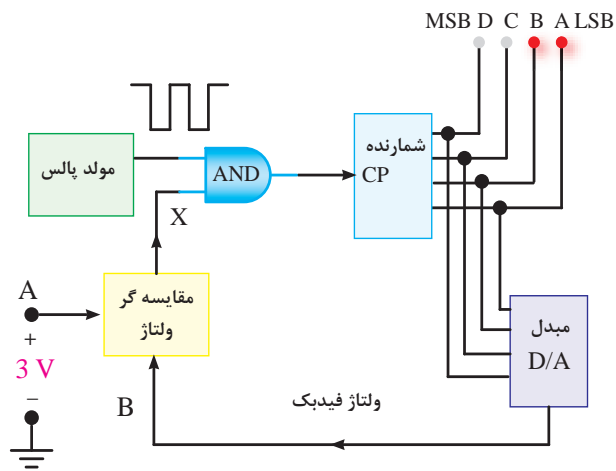 MSB D C B A LSB
شمارنده
CP
مولد پالس
AND
X
مقایسه گر
ولتاژ
A
+
3 V
–
B
ولتاژ فیدبک
مبدل
D/A